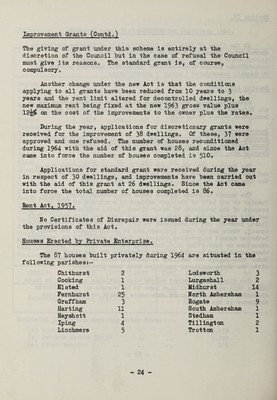 Improvement Grants (Contd.)
The giving of grant under this scheme is entirely at the
discretion of the Council but in the case of refusal the Council
must give its reasons. The standard grant is, of course,
compulsory.
Another change under the new Act is that the conditions
applying to all grants have been reduced from 10 years to 3
years and the rent limit altered for decontrolled dwellings, the
new maximum rent being fixed at the new 1963 gross value plus
12½% on the cost of the improvements to the owner plus the rates.
During the year, applications for discretionary grants were
received for the improvement of 38 dwellings. Of these, 37 were
approved and one refused. The number of houses reconditioned
during 1964 with the aid of this grant was 28, and since the Act
came into force the number of houses completed is 510.
Applications for standard grant were received during the year
in respect of 30 dwellings, and improvements have been carried out
with the aid of this grant at 26 dwellings. Since the Act came
into force the total number of houses completed is 86.
Rent Act, 1957.
No Certificates of Disrepair were issued during the year under
the provisions of this Act.
Houses Erected by Private Enterprise.
The 87 houses built privately during 1964 are situated in the
following parishes:-
Chithurst 2 Lodsworth 3
Cocking 1 Lurgashall 2
Elsted 1 Midhurst 14
Fernhurst 25 North Ambersham 1
Graffham 3 Rogate 9
Harting 11 South Ambersham 1
Heyshott 1 Stedham 1
Iping 4 Tillington 2
Linchmere 5 Trotton 1
- 24 -